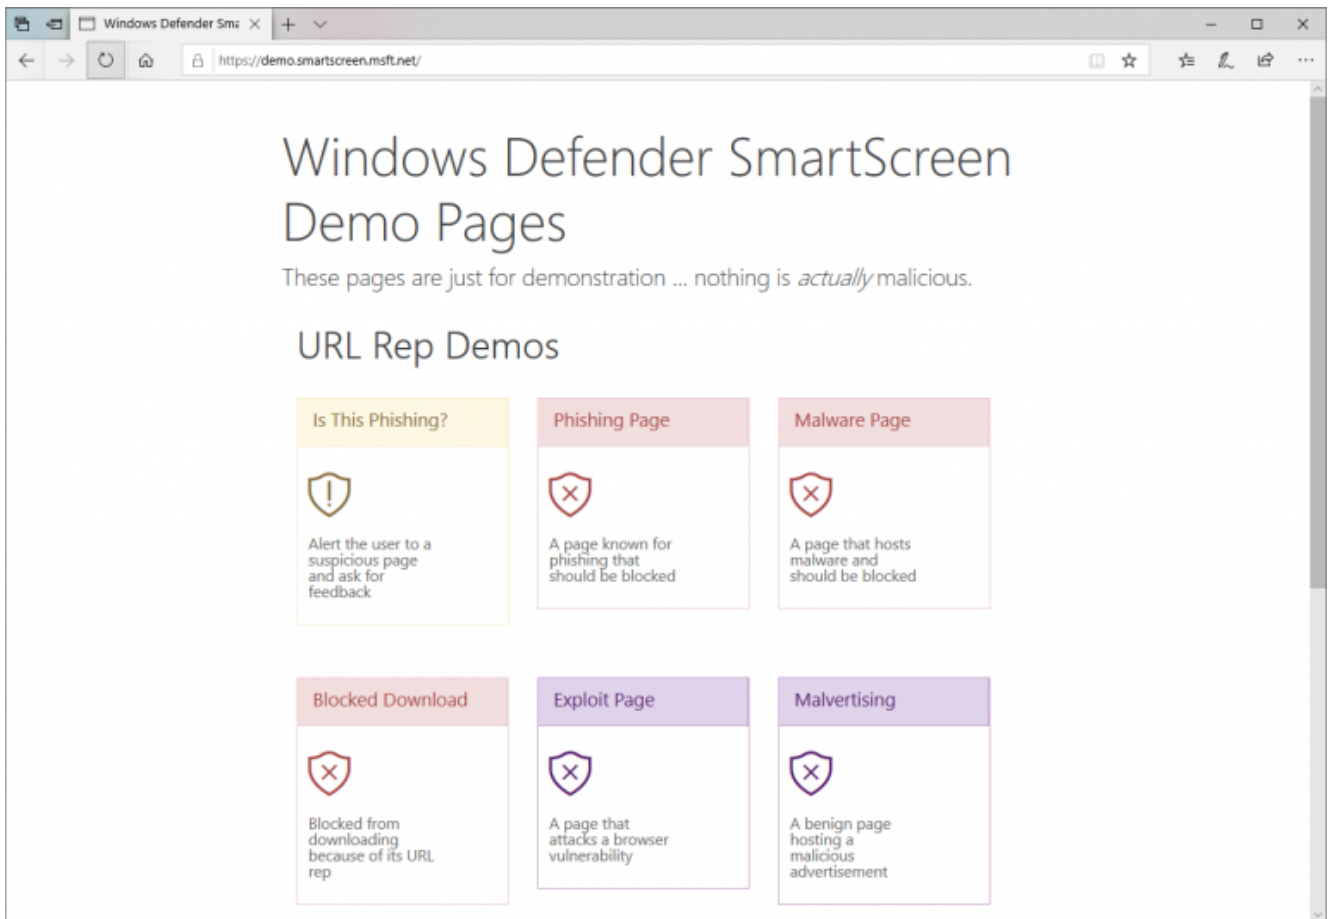 Windows Defender Sma
https://demo.smartscreen.msft.net/
Windows Defender SmartScreen
Demo Pages
These pages are just for demonstration ... nothing is actually malicious.
URL Rep Demos
Is This Phishing?
Alert the user to a
suspicious page
and ask for
feedback
Phishing Page
A page known for
phishing that
should be blocked
Malware Page
A page that hosts
malware and
should be blocked
Blocked Download
Blocked from
downloading
because of its URL
rep
Exploit Page
A page that
attacks a browser
vulnerability
Malvertising
A benign page
hosting a
malicious
advertisement